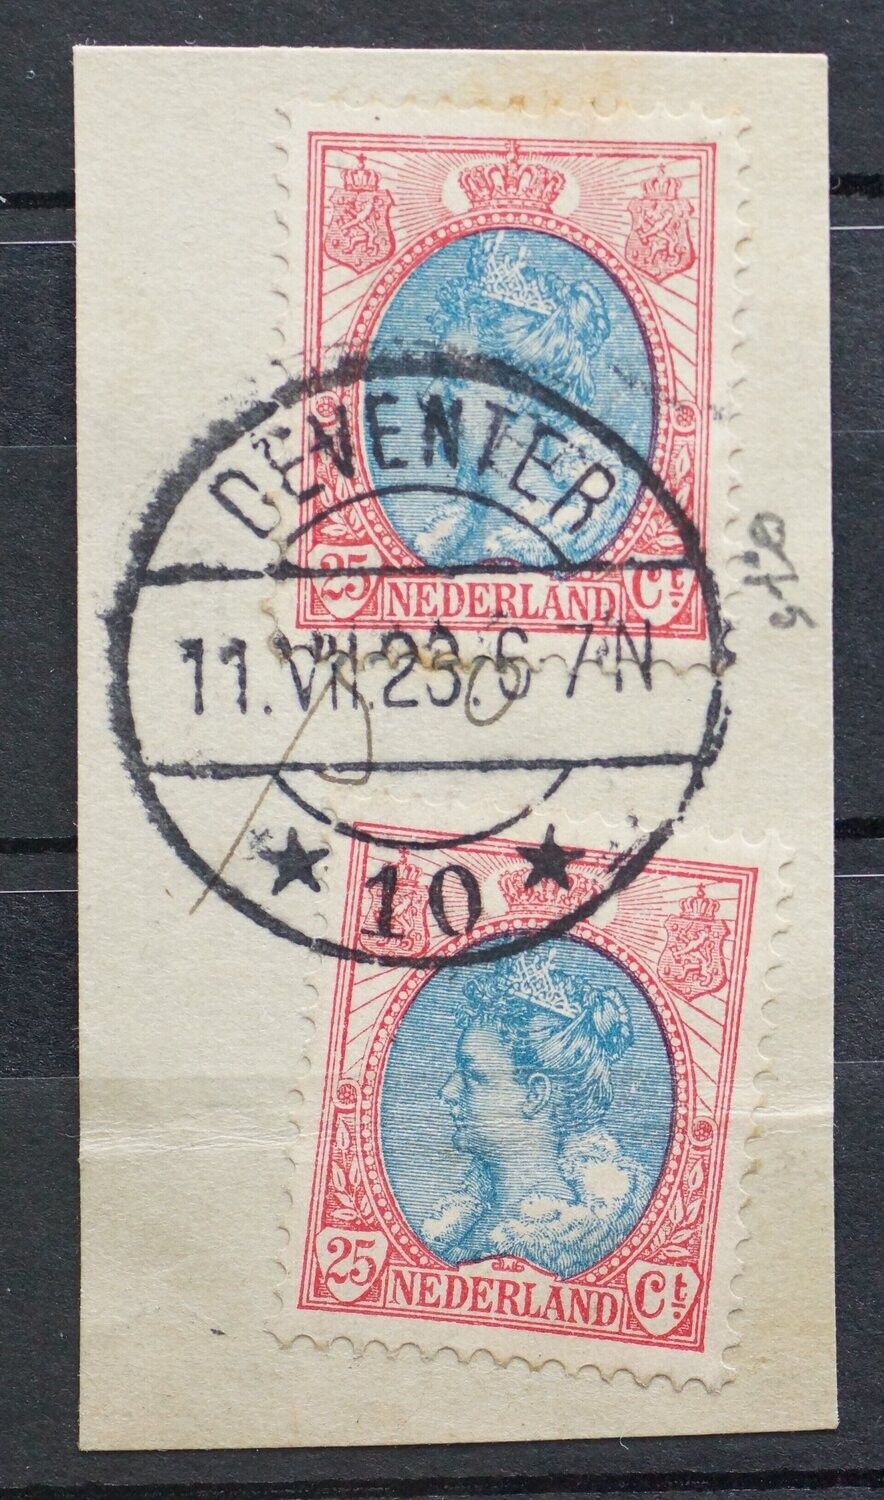 DEVENTER
25 NEDERLAND Ct.
11.VII.23.6-7N
* 10 *
25 NEDERLAND Ct.